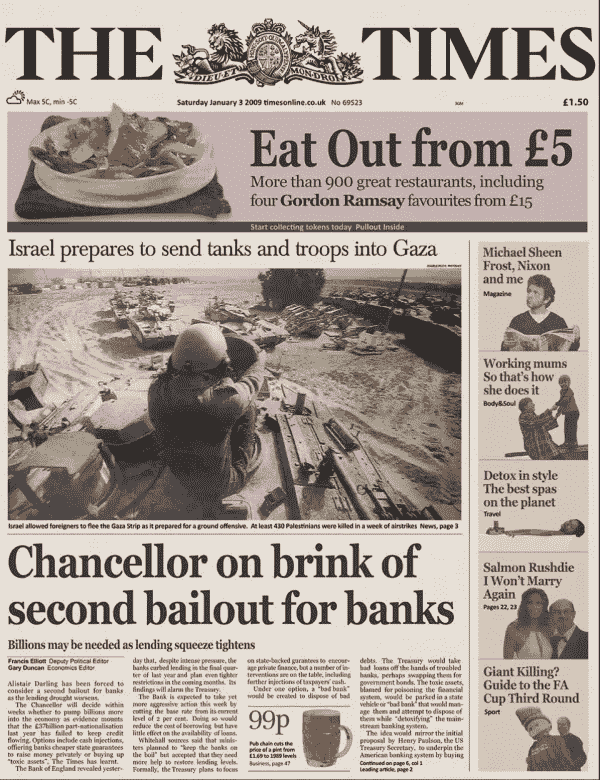 THE TIMES
DIEU·ET MON·DROIT
Max 5C, min -5C
Saturday January 3 2009 timesonline.co.uk No 69523
£1.50
Eat Out from £5
More than 900 great restaurants, including
four Gordon Ramsay favourites from £15
Start collecting tokens today Pullout Inside
Israel prepares to send tanks and troops into Gaza
Israel allowed foreigners to flee the Gaza Strip as it prepared for a ground offensive. At least 430 Palestinians were killed in a week of airstrikes News, page 3
Chancellor on brink of
second bailout for banks
Billions may be needed as lending squeeze tightens
Francis Elliott Deputy Political Editor
Gary Duncan Economics Editor
Alistair Darling has been forced to
consider a second bailout for banks
as the lending drought worsens.
The Chancellor will decide within
weeks whether to pump billions more
into the economy as evidence mounts
that the £37billion part-nationalisation
last year has failed to keep credit
flowing. Options include cash injections,
offering banks cheaper state guarantees
to raise money privately or buying up
"toxic assets", The Times has learnt.
The Bank of England revealed yester-
day that, despite intense pressure, the
banks curbed lending in the final quar-
ter of last year and plan even tighter
restrictions in the coming months. Its
findings will alarm the Treasury.
The Bank is expected to take yet
more aggressive action this week by
cutting the base rate from its current
level of 2 per cent. Doing so would
reduce the cost of borrowing but have
little effect on the availability of loans.
Whitehall sources said that minis-
ters planned to "keep the banks on
the boil" but accepted that they need
more help to restore lending levels.
Formally, the Treasury plans to focus
on state-backed guarantees to encour-
age private finance, but a number of in-
terventions are on the table, including
further injections of taxpayers' cash.
Under one option, a "bad bank"
would be created to dispose of bad
debts. The Treasury would take
bad loans off the hands of troubled
banks, perhaps swapping them for
government bonds. The toxic assets,
blamed for poisoning the financial
system, would be parked in a state
vehicle or "bad bank" that would man-
age them and attempt to dispose of
them while "detoxifying" the main-
stream banking system.
The idea would mirror the initial
proposal by Henry Paulson, the US
Treasury Secretary, to underpin the
American banking system by buying
Continued on page 6, col 1
Leading article, page 2
99p
Pub chain cuts the
price of a pint from
£1.69 to 1989 levels
Business, page 47
Michael Sheen
Frost, Nixon
and me
Magazine
Working mums
So that's how
she does it
Body&Soul
Detox in style
The best spas
on the planet
Travel
Salmon Rushdie
I Won't Marry
Again
Pages 22, 23
Giant Killing?
Guide to the FA
Cup Third Round
Sport